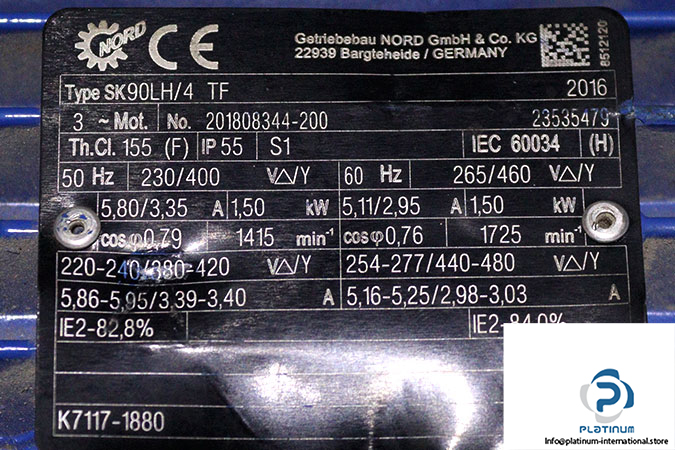 NORD CE Getriebebau NORD GmbH & Co. KG
22939 Bargteheide / GERMANY
8512120
Type SK90LH/4 TF 2016
3 ~ Mot. No. 201808344-200 23535479
Th.Cl. 155 (F) IP 55 S1 IEC 60034 (H)
50 Hz 230/400 V△/Y 60 Hz 265/460 V△/Y
5,80/3,35 A 1,50 kW 5,11/2,95 A 1,50 kW
cosφ0,79 1415 min⁻¹ cosφ0,76 1725 min⁻¹
220-240/380-420 V△/Y 254-277/440-480 V△/Y
5,86-5,95/3,39-3,40 A 5,16-5,25/2,98-3,03 A
IE2-82,8% IE2-84,0%
K7117-1880
PLATINUM
Info@platinum-international.store